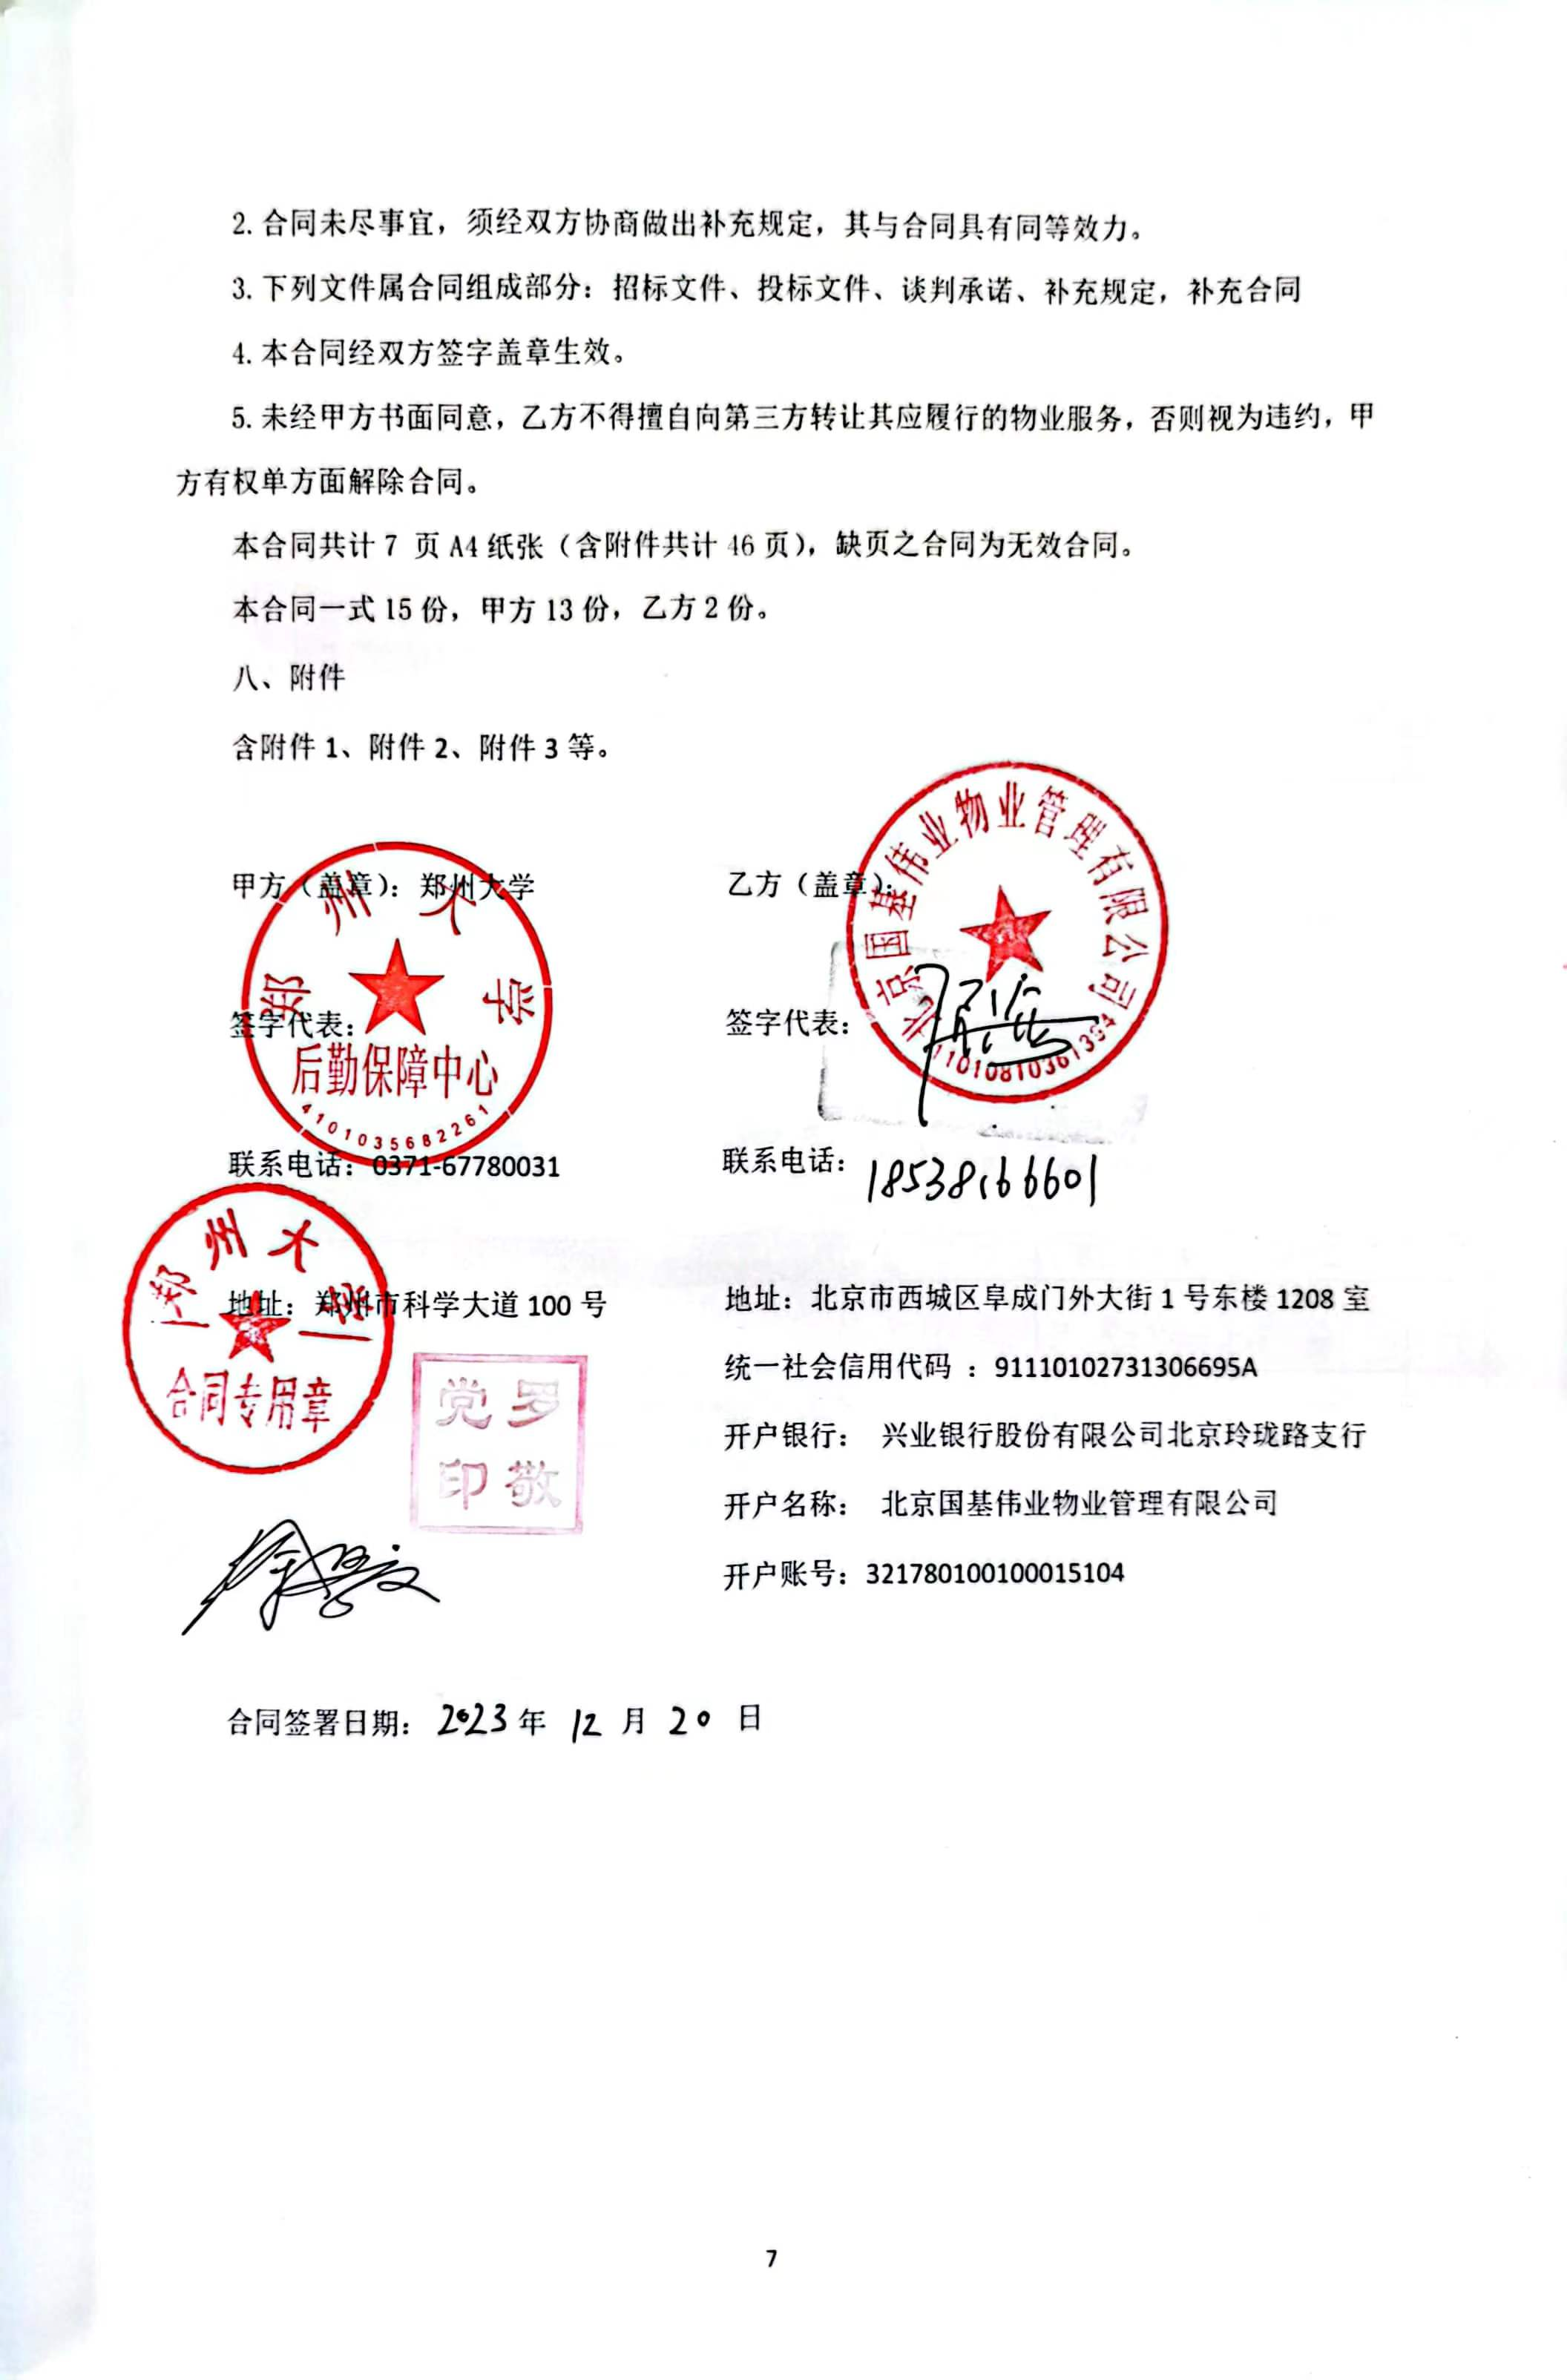 2. 合同未尽事宜，须经双方协商做出补充规定，其与合同具有同等效力。
3. 下列文件属合同组成部分：招标文件、投标文件、谈判承诺、补充规定，补充合同
4. 本合同经双方签字盖章生效。
5. 未经甲方书面同意，乙方不得擅自向第三方转让其应履行的物业服务，否则视为违约，甲
方有权单方面解除合同。
本合同共计 7 页 A4 纸张（含附件共计 46 页），缺页之合同为无效合同。
本合同一式 15 份，甲方 13 份，乙方 2 份。
八、附件
含附件 1、附件 2、附件 3 等。
甲方（盖章）：郑州大学
郑州大学
后勤保障中心
4101035682261
签字代表：
联系电话：0371-67780031
郑州大学
合同专用章
地址：郑州市科学大道 100 号
党罗
印敬
乙方（盖章）：
北京国基伟业物业管理有限公司
11010810361394
签字代表：
联系电话：18538166601
地址：北京市西城区阜成门外大街 1 号东楼 1208 室
统一社会信用代码 ：91110102731306695A
开户银行： 兴业银行股份有限公司北京玲珑路支行
开户名称： 北京国基伟业物业管理有限公司
开户账号：321780100100015104
合同签署日期：2023 年 12 月 20 日
7